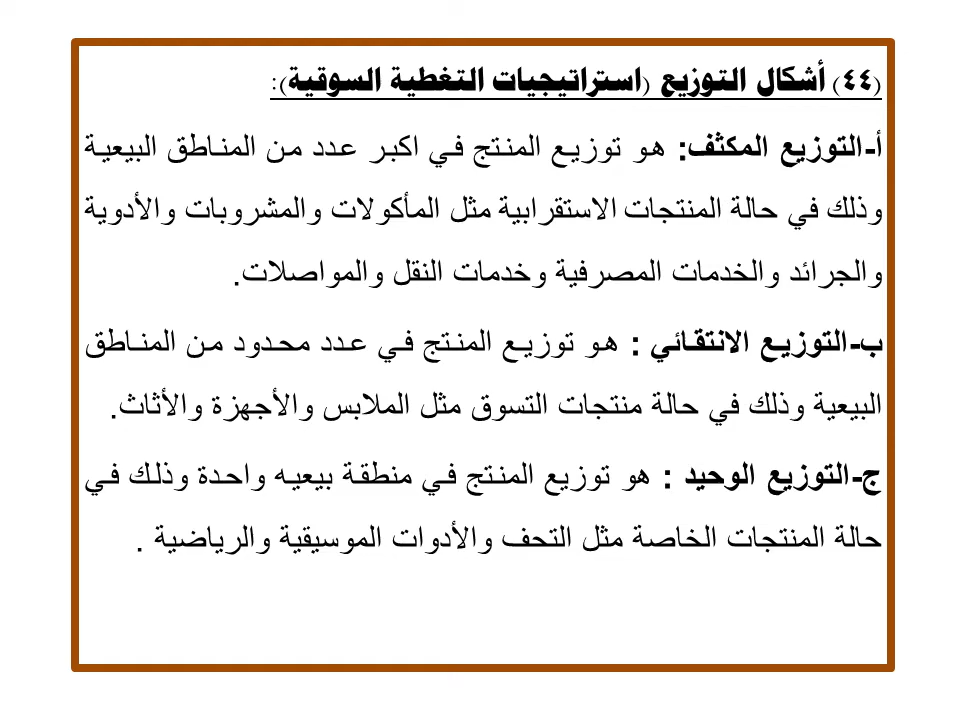 (٤٤) أشكال التوزيع (استراتيجيات التغطية السوقية):
أ-التوزيع المكثف: هو توزيع المنتج في اكبر عدد من المناطق البيعية
وذلك في حالة المنتجات الاستقرابية مثل المأكولات والمشروبات والأدوية
والجرائد والخدمات المصرفية وخدمات النقل والمواصلات.
ب-التوزيع الانتقائي : هو توزيع المنتج في عدد محدود من المناطق
البيعية وذلك في حالة منتجات التسوق مثل الملابس والأجهزة والأثاث.
ج-التوزيع الوحيد : هو توزيع المنتج في منطقة بيعيه واحدة وذلك في
حالة المنتجات الخاصة مثل التحف والأدوات الموسيقية والرياضية .